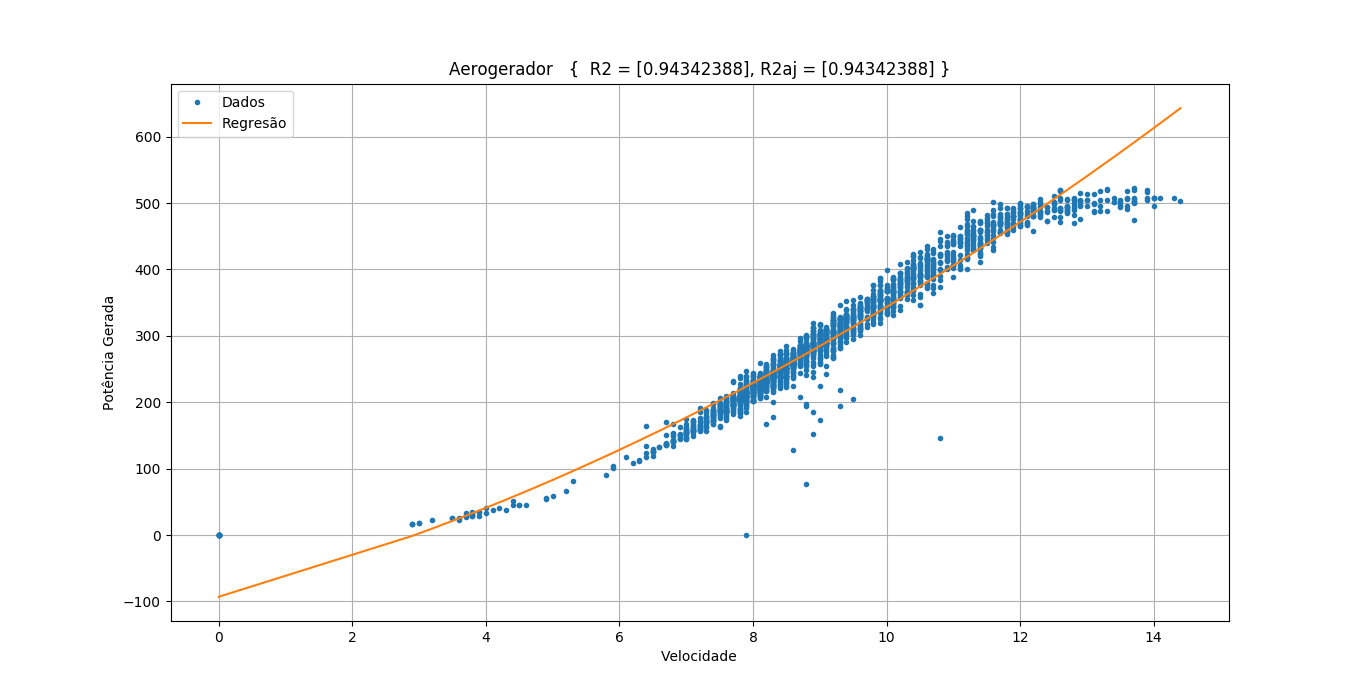 Aerogerador { R2 = [0.94342388], R2aj = [0.94342388] }
Dados
Regresão
600
500
400
300
200
100
0
−100
Potência Gerada
0 2 4 6 8 10 12 14
Velocidade